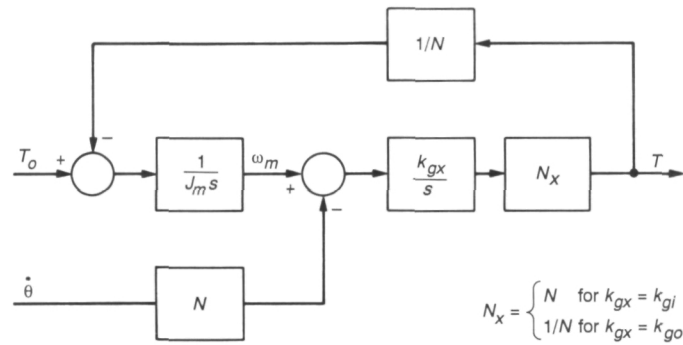 1/N
−
T_o + 1 ω_m k_gx N_x T
J_m s + s
−
θ̇ N
N_x = { N for k_gx = k_gi
1/N for k_gx = k_go